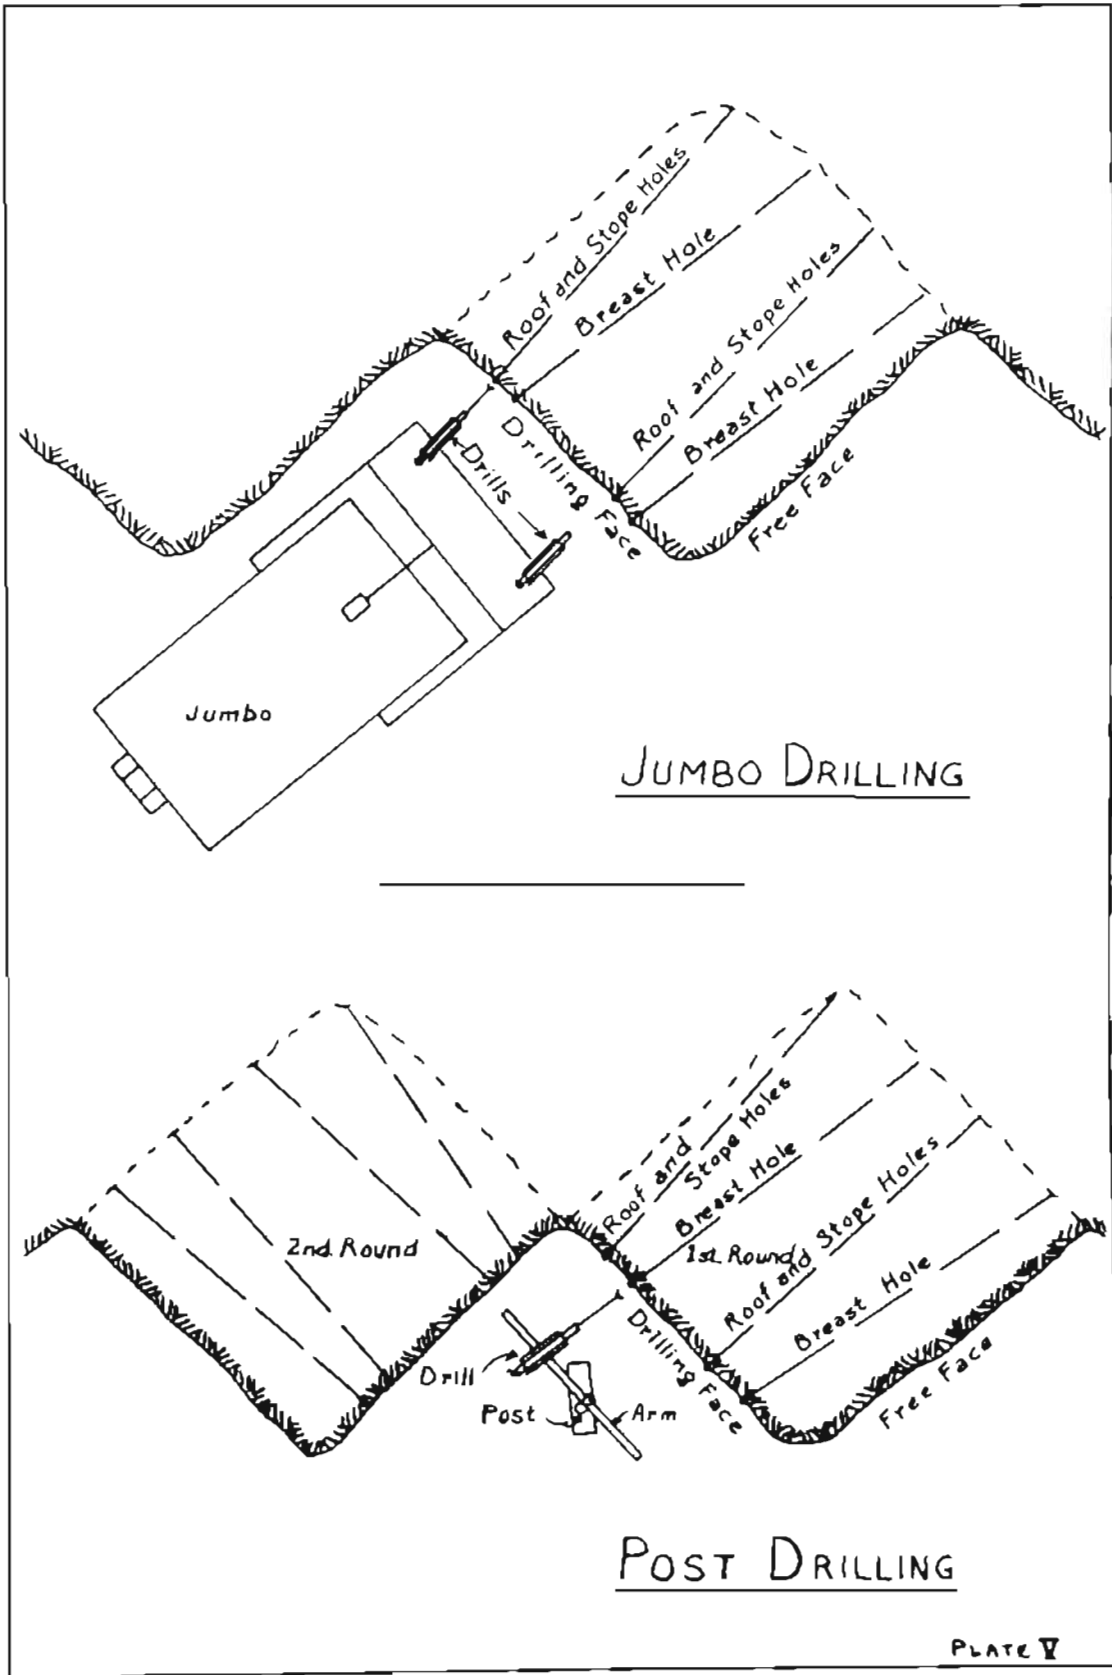 Roof and Stope Holes
Breast Hole
Roof and Stope Holes
Breast Hole
Drills
Drilling Face
Free Face
Jumbo
JUMBO DRILLING
2nd. Round
Roof and
Stope Holes
Breast Hole
1st. Round
Roof and Stope Holes
Breast Hole
Drill
Post
Arm
Drilling Face
Free Face
POST DRILLING
PLATE V